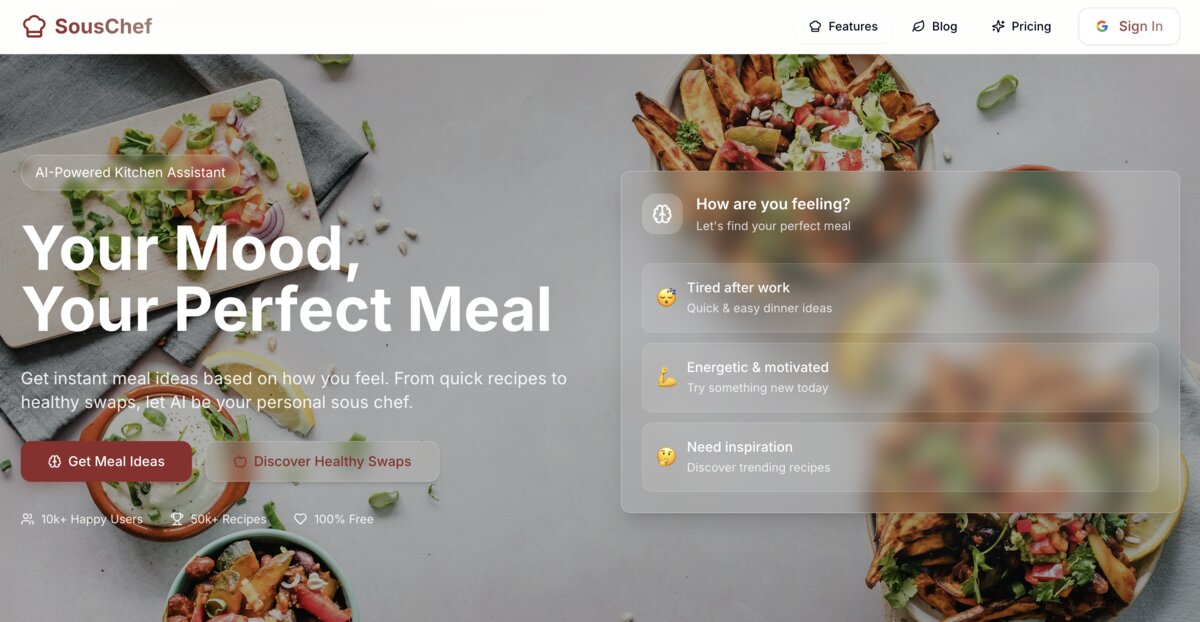 SousChef
Features
Blog
Pricing
Sign In
AI-Powered Kitchen Assistant
Your Mood,
Your Perfect Meal
Get instant meal ideas based on how you feel. From quick recipes to
healthy swaps, let AI be your personal sous chef.
Get Meal Ideas
Discover Healthy Swaps
10k+ Happy Users
50k+ Recipes
100% Free
How are you feeling?
Let's find your perfect meal
Tired after work
Quick & easy dinner ideas
Energetic & motivated
Try something new today
Need inspiration
Discover trending recipes